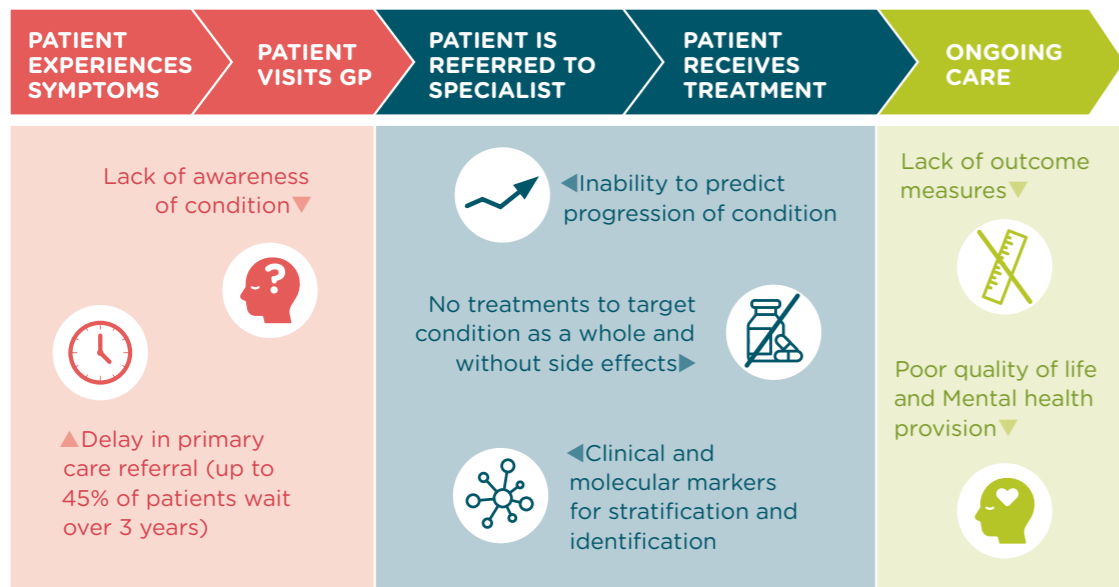 PATIENT
EXPERIENCES
SYMPTOMS
PATIENT
VISITS GP
PATIENT IS
REFERRED TO
SPECIALIST
PATIENT
RECEIVES
TREATMENT
ONGOING
CARE
Lack of awareness
of condition▼
?
▲Delay in primary
care referral (up to
45% of patients wait
over 3 years)
◀Inability to predict
progression of condition
No treatments to target
condition as a whole and
without side effects▶
◀Clinical and
molecular markers
for stratification and
identification
Lack of outcome
measures▼
Poor quality of life
and Mental health
provision▼